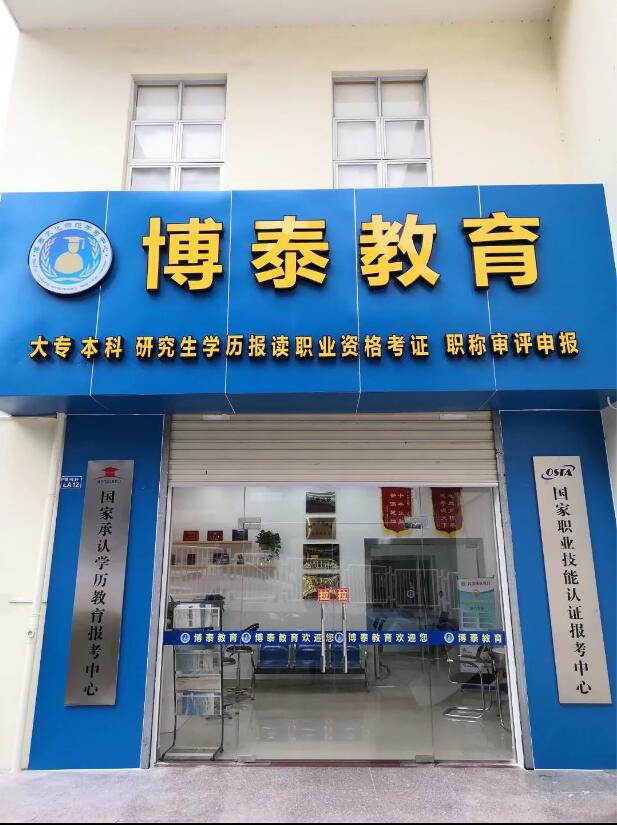 博泰教育
大专 本科 研究生学历报读职业资格考证 职称审评申报
LA12
国家承认学历教育报考中心
OSTA
国家职业技能认证报考中心
拉 拉
博泰教育 博泰教育欢迎您 博泰教育欢迎您 博泰教育